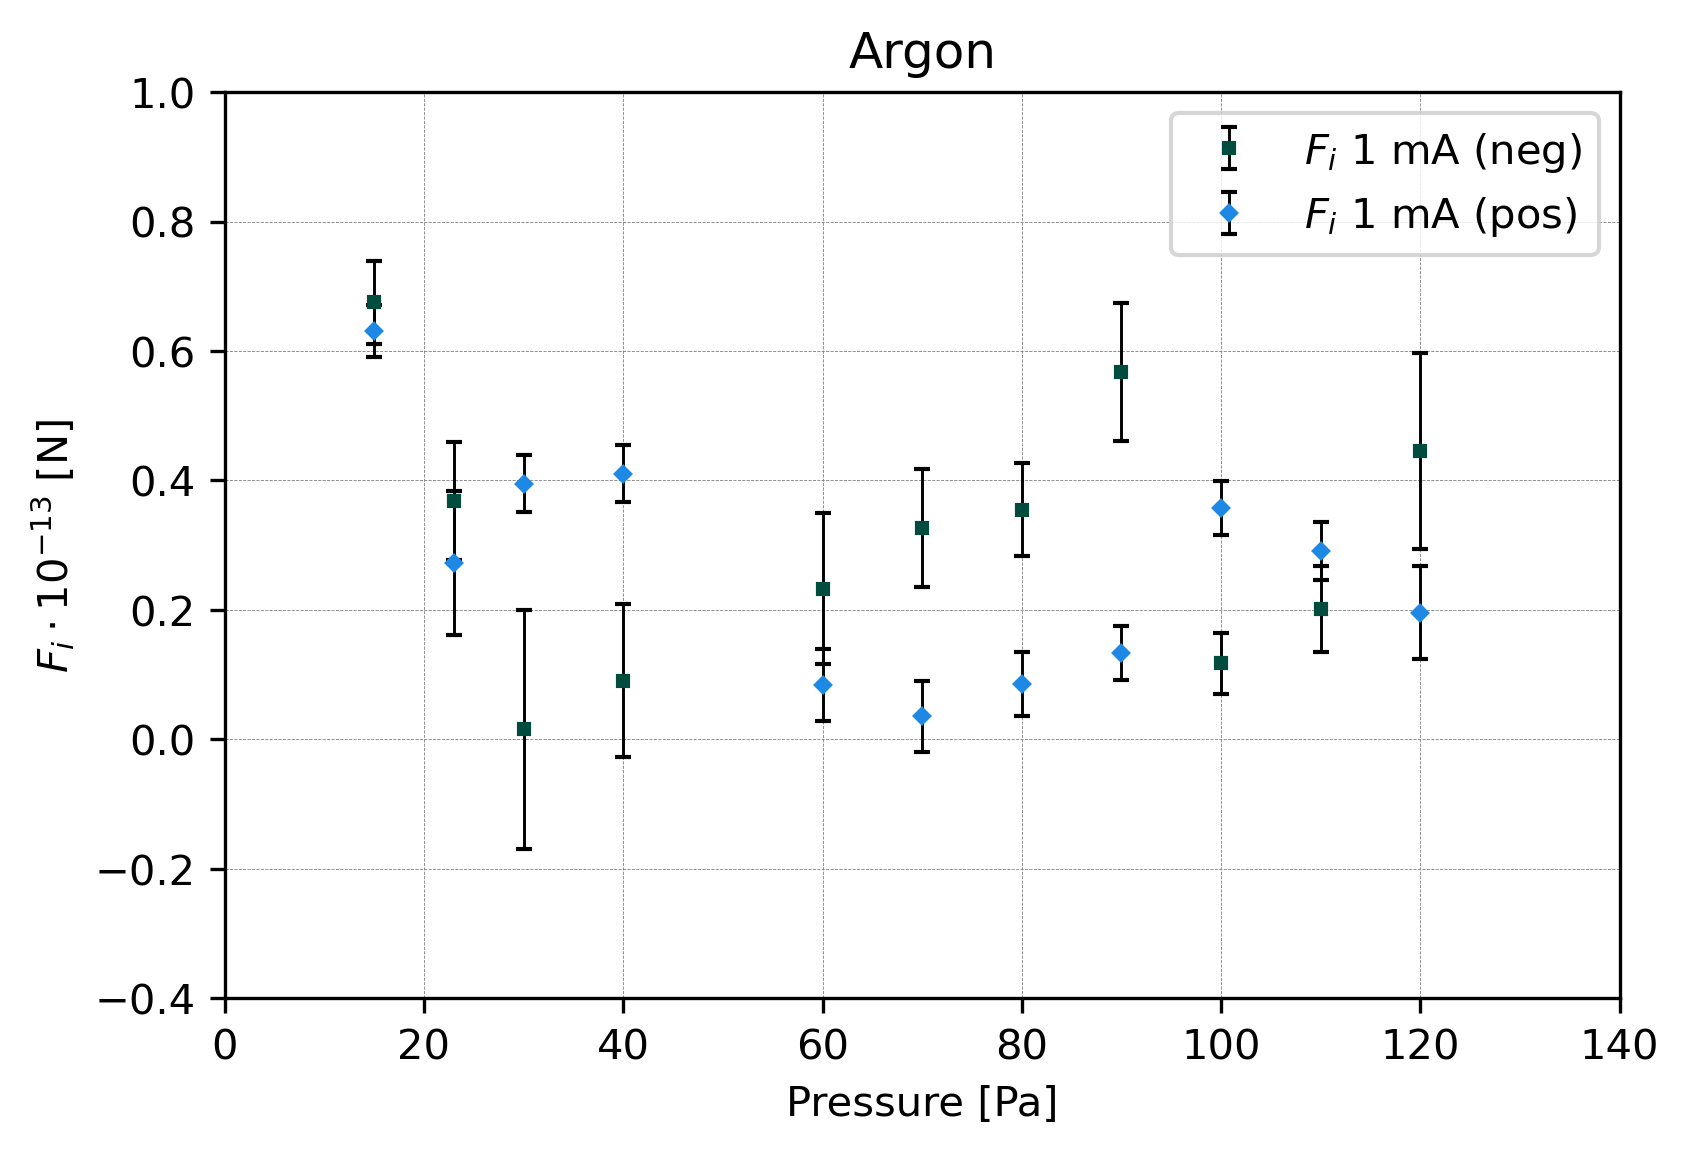 Argon
1.0
0.8
0.6
0.4
0.2
0.0
−0.2
−0.4
0 20 40 60 80 100 120 140
Pressure [Pa]
F_i · 10^{−13} [N]
F_i 1 mA (neg)
F_i 1 mA (pos)